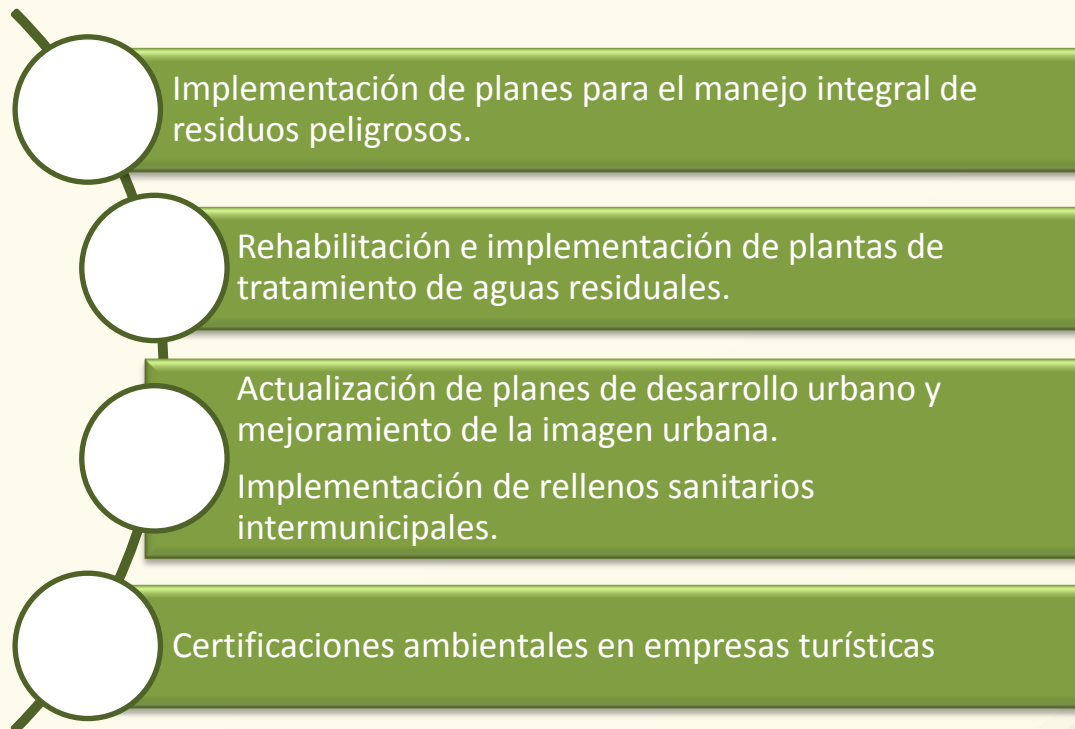 Implementación de planes para el manejo integral de
residuos peligrosos.
Rehabilitación e implementación de plantas de
tratamiento de aguas residuales.
Actualización de planes de desarrollo urbano y
mejoramiento de la imagen urbana.
Implementación de rellenos sanitarios
intermunicipales.
Certificaciones ambientales en empresas turísticas